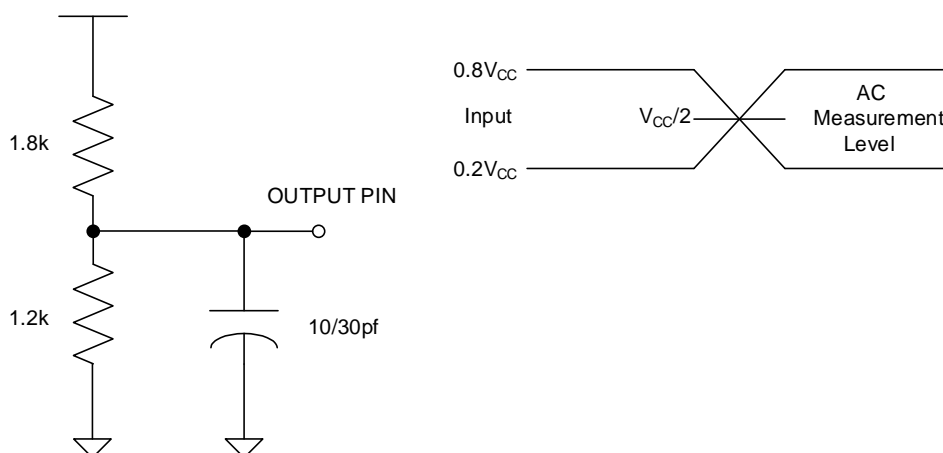 1.8k
OUTPUT PIN
1.2k
10/30pf
0.8VCC
Input
VCC/2
AC
Measurement
Level
0.2VCC